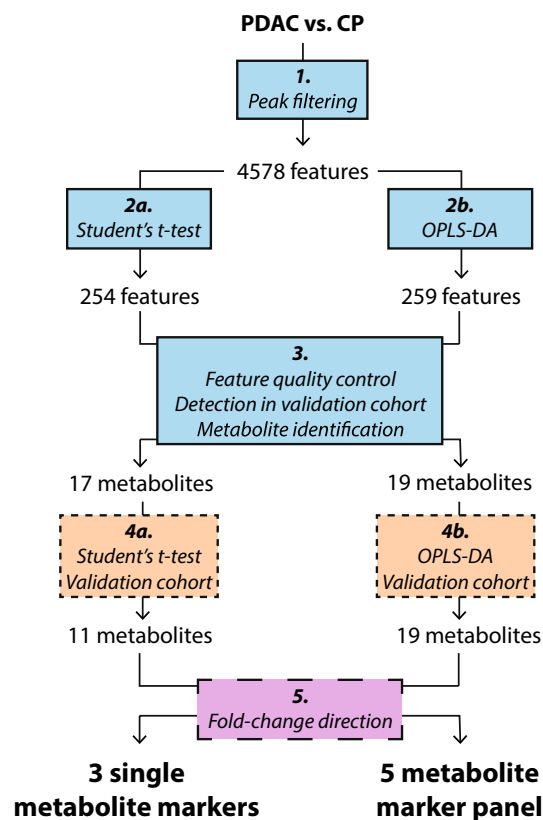 PDAC vs. CP
1.
Peak filtering
4578 features
2a.
Student's t-test
2b.
OPLS-DA
254 features
259 features
3.
Feature quality control
Detection in validation cohort
Metabolite identification
17 metabolites
19 metabolites
4a.
Student's t-test
Validation cohort
4b.
OPLS-DA
Validation cohort
11 metabolites
19 metabolites
5.
Fold-change direction
3 single
metabolite markers
5 metabolite
marker panel